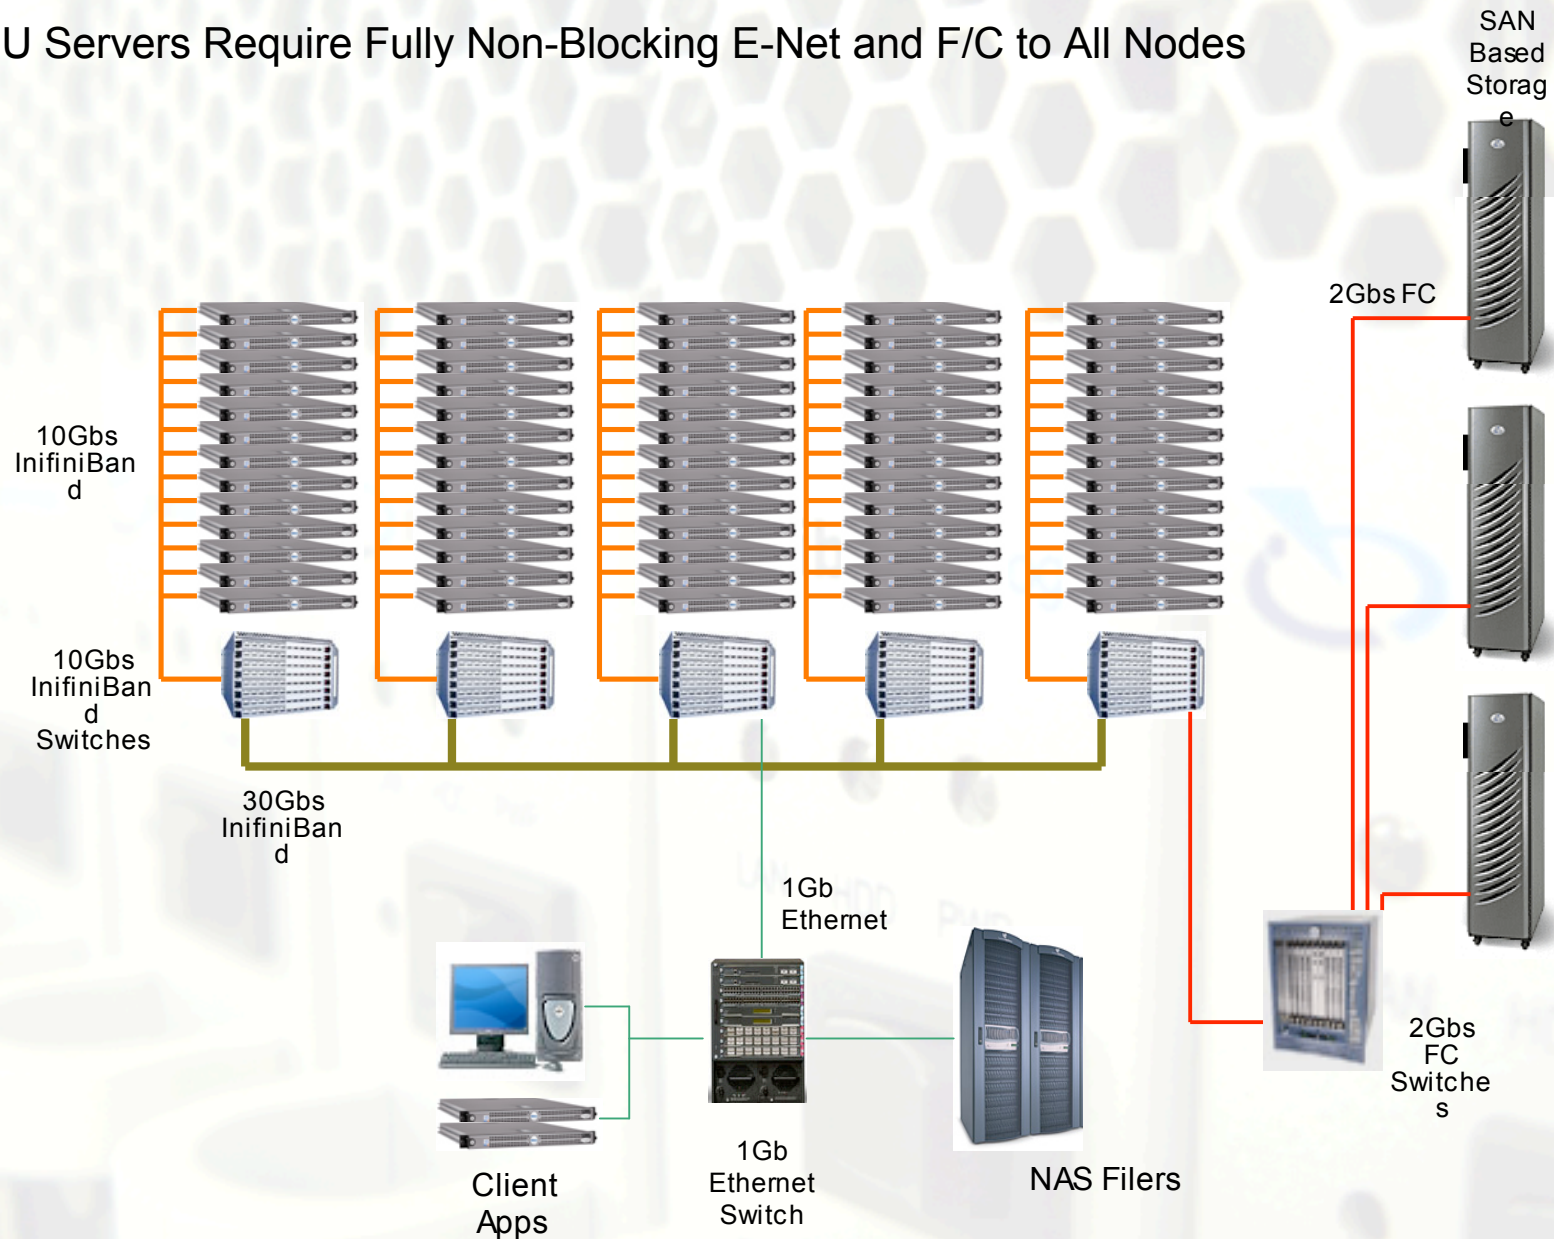 U Servers Require Fully Non-Blocking E-Net and F/C to All Nodes
SAN
Based
Storag
e
2Gbs FC
10Gbs
InifiniBan
d
10Gbs
InifiniBan
d
Switches
30Gbs
InifiniBan
d
1Gb
Ethernet
2Gbs
FC
Switche
s
1Gb
Ethernet
Switch
NAS Filers
Client
Apps